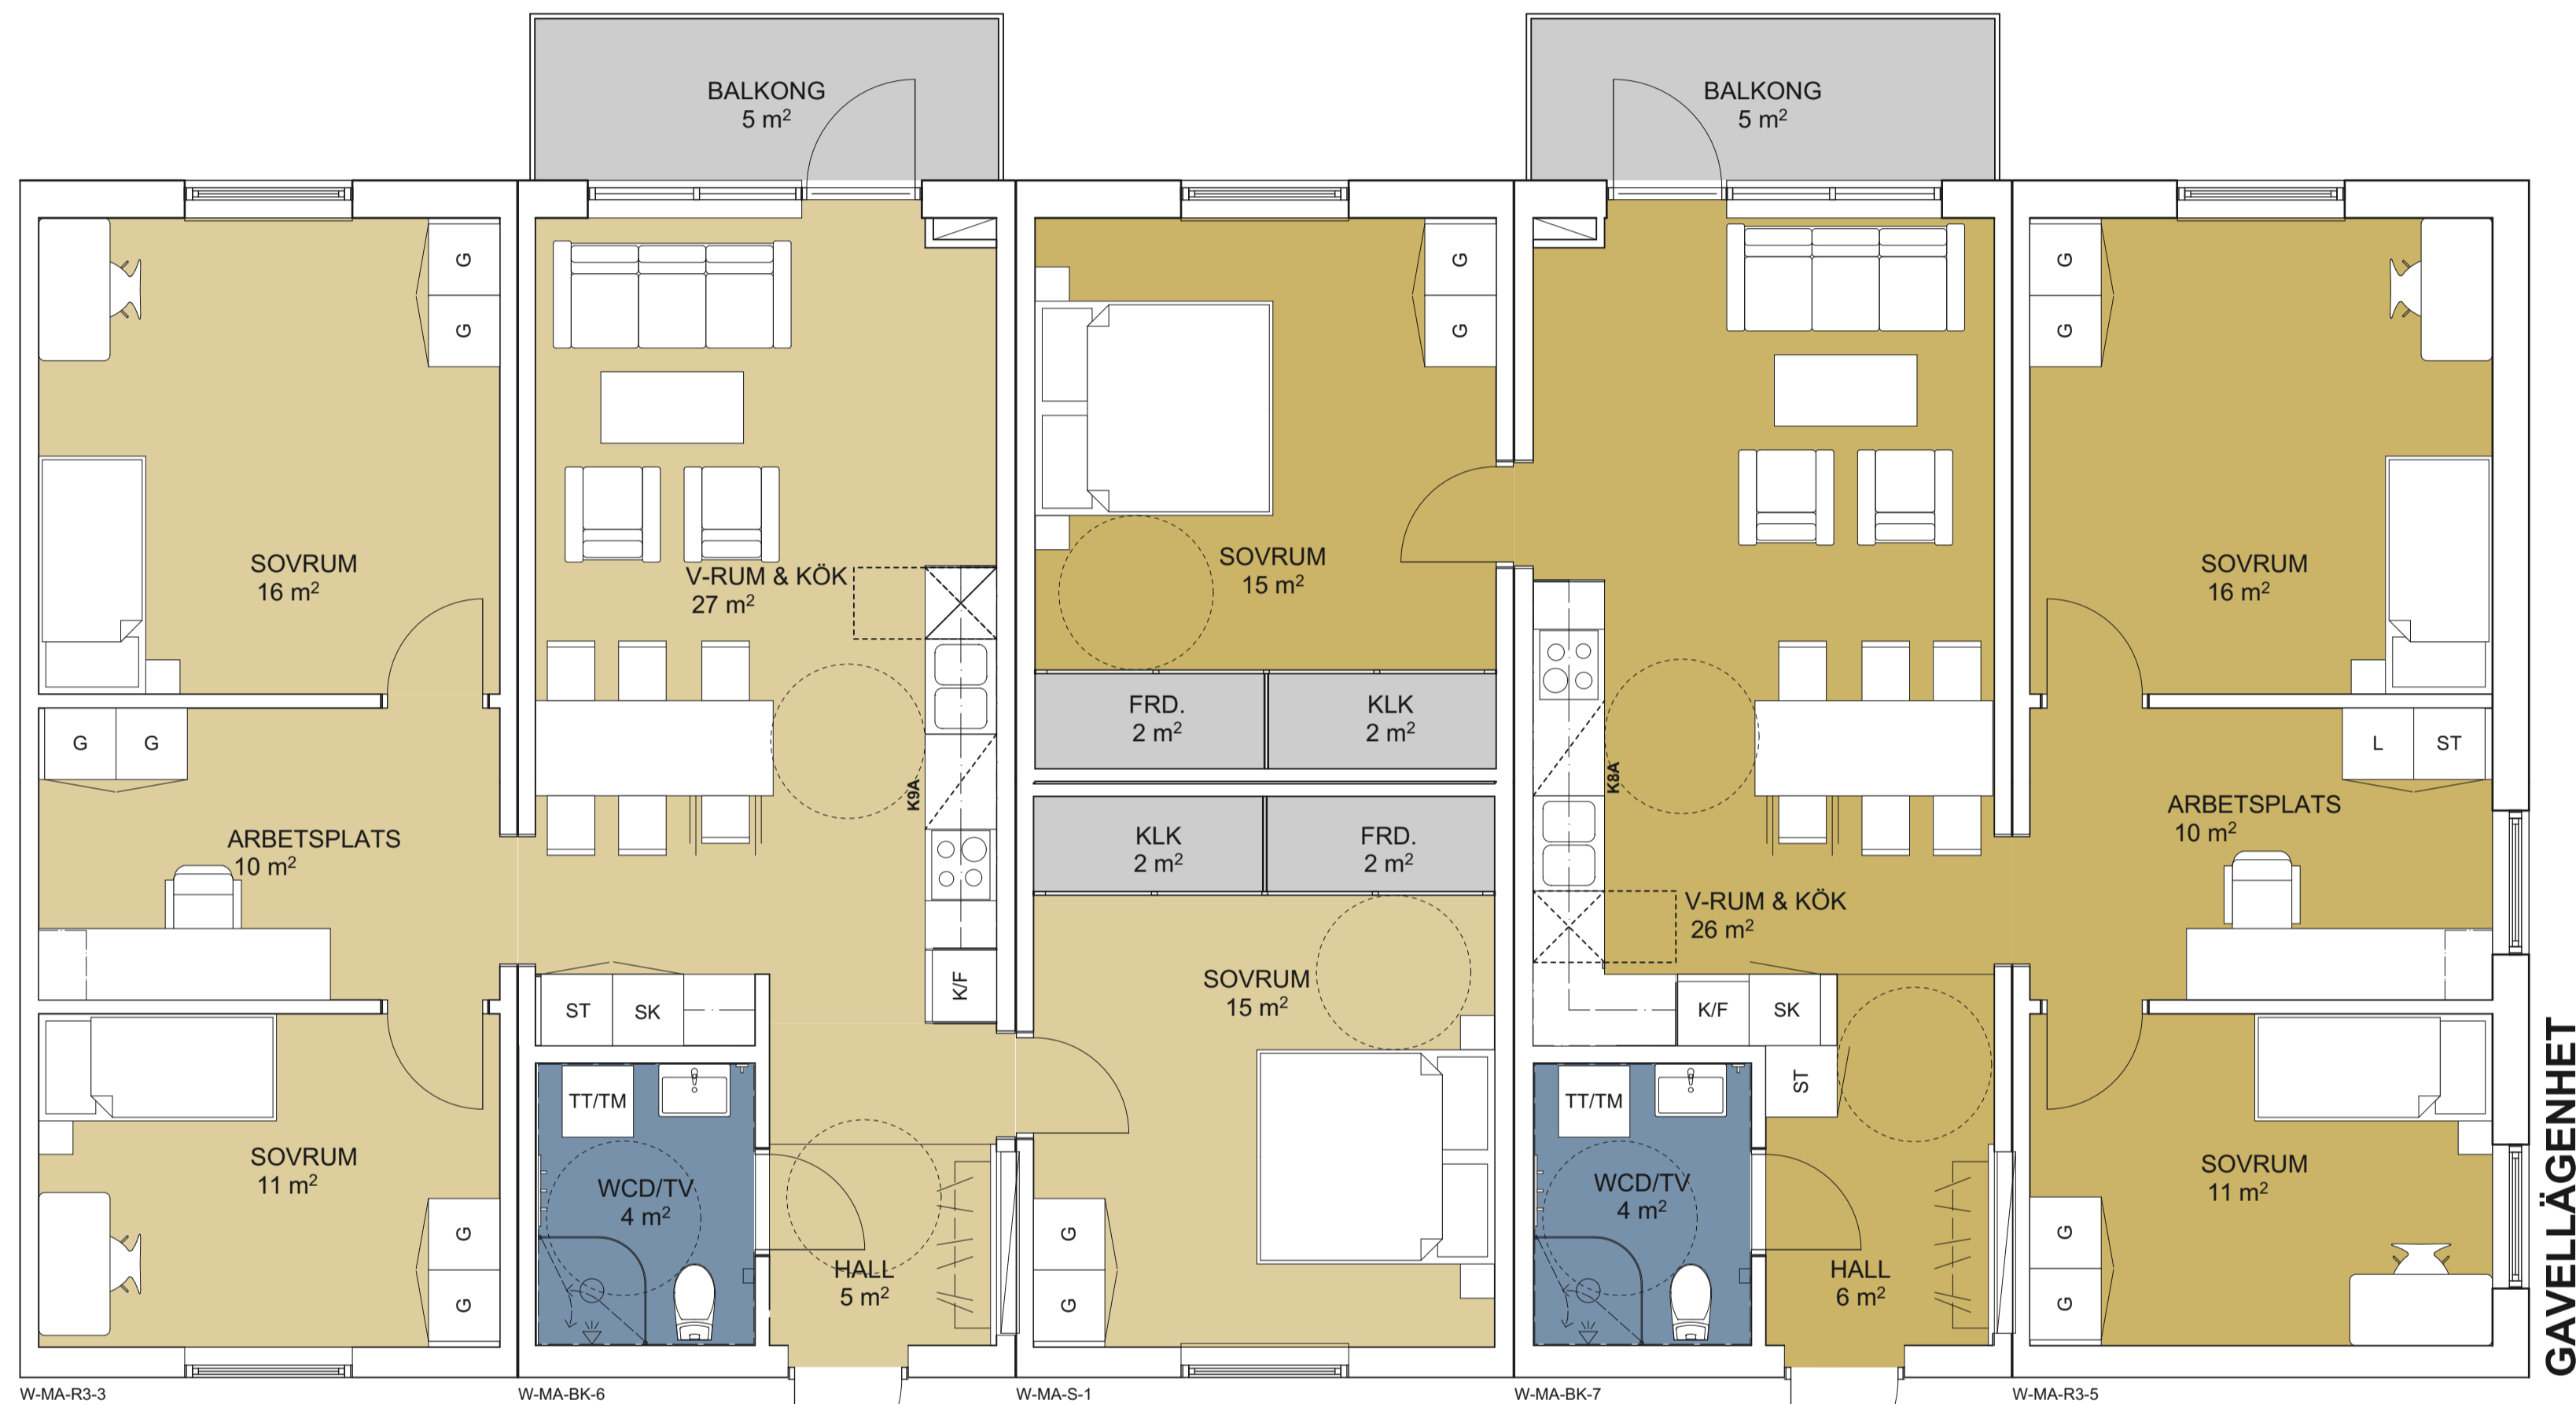 BALKONG
5 m²
BALKONG
5 m²
G
G
G
G
G
G
SOVRUM
16 m²
V-RUM & KÖK
27 m²
SOVRUM
15 m²
SOVRUM
16 m²
FRD.
2 m²
KLK
2 m²
G
G
K9A
K8A
L
ST
ARBETSPLATS
10 m²
KLK
2 m²
FRD.
2 m²
ARBETSPLATS
10 m²
V-RUM & KÖK
26 m²
ST
SK
K/F
SOVRUM
15 m²
K/F
SK
ST
TT/TM
TT/TM
SOVRUM
11 m²
WCD/TV
4 m²
WCD/TV
4 m²
SOVRUM
11 m²
G
G
HALL
5 m²
G
G
HALL
6 m²
G
G
GAVELLÄGENHET
W-MA-R3-3
W-MA-BK-6
W-MA-S-1
W-MA-BK-7
W-MA-R3-5